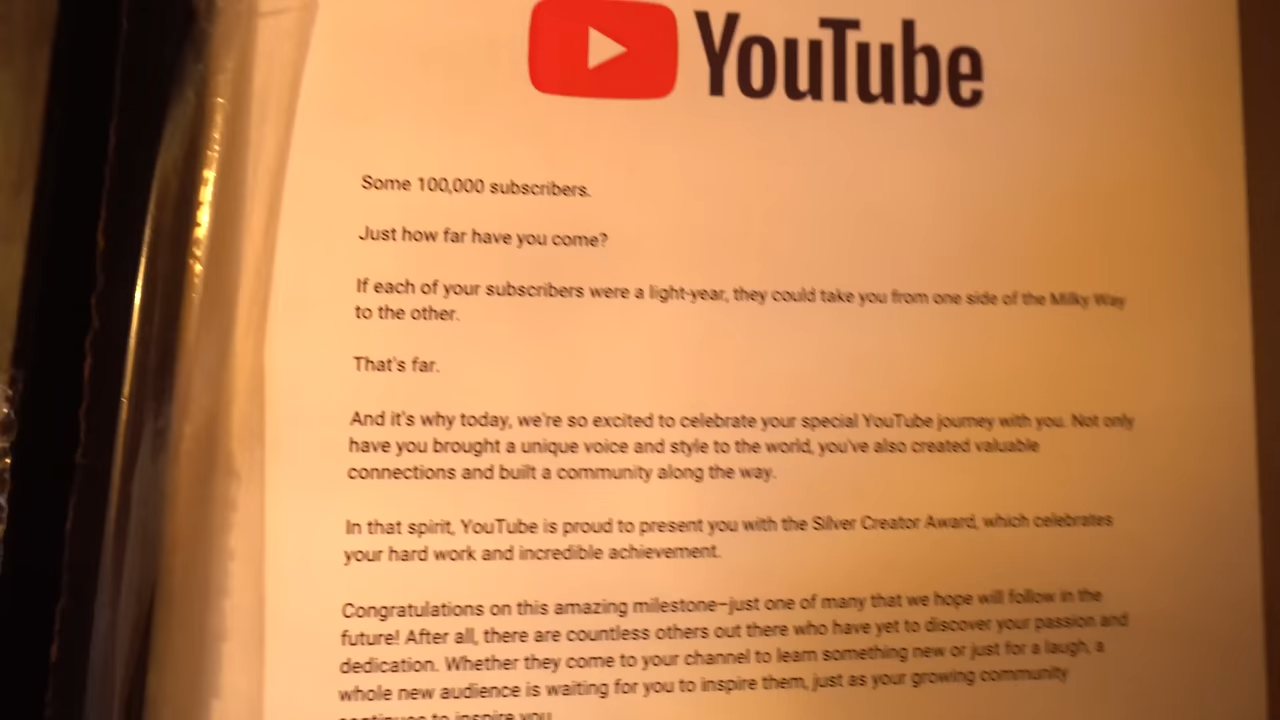 YouTube
Some 100,000 subscribers.
Just how far have you come?
If each of your subscribers were a light-year, they could take you from one side of the Milky Way
to the other.
That's far.
And it's why today, we're so excited to celebrate your special YouTube journey with you. Not only
have you brought a unique voice and style to the world, you've also created valuable
connections and built a community along the way.
In that spirit, YouTube is proud to present you with the Silver Creator Award, which celebrates
your hard work and incredible achievement.
Congratulations on this amazing milestone–just one of many that we hope will follow in the
future! After all, there are countless others out there who have yet to discover your passion and
dedication. Whether they come to your channel to learn something new or just for a laugh, a
whole new audience is waiting for you to inspire them, just as your growing community
continues to inspire you